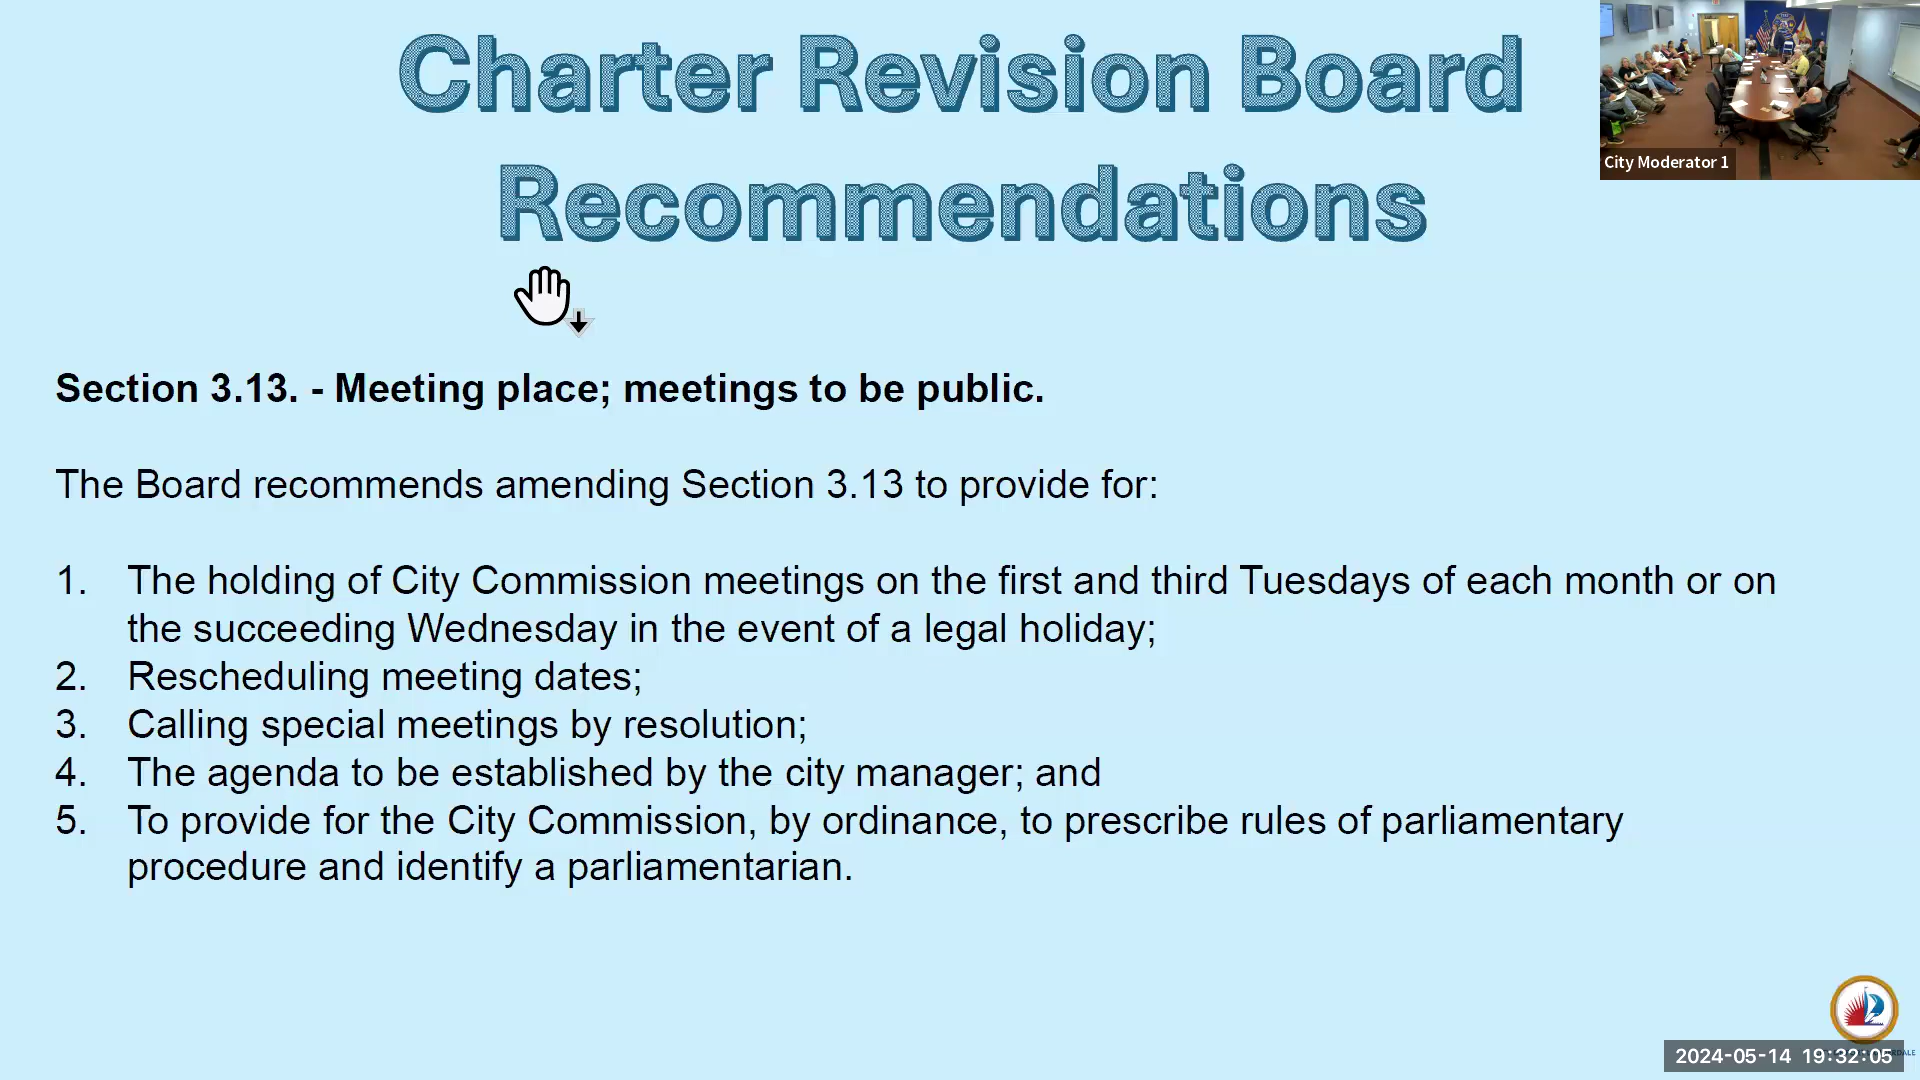 Charter Revision Board
Recommendations
City Moderator 1
Section 3.13. - Meeting place; meetings to be public.
The Board recommends amending Section 3.13 to provide for:
1. The holding of City Commission meetings on the first and third Tuesdays of each month or on
the succeeding Wednesday in the event of a legal holiday;
2. Rescheduling meeting dates;
3. Calling special meetings by resolution;
4. The agenda to be established by the city manager; and
5. To provide for the City Commission, by ordinance, to prescribe rules of parliamentary
procedure and identify a parliamentarian.
2024-05-14 19:32:05